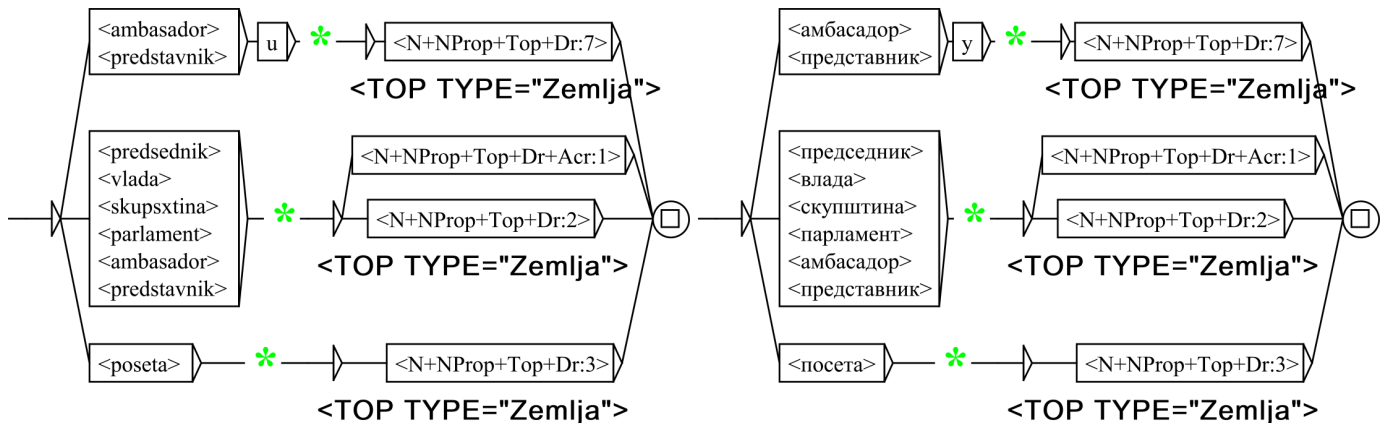 <ambasador>
<predstavnik>
u
*
<N+NProp+Top+Dr:7>
<TOP TYPE="Zemlja">
<predsednik>
<vlada>
<skupsxtina>
<parlament>
<ambasador>
<predstavnik>
*
<N+NProp+Top+Dr+Acr:1>
<N+NProp+Top+Dr:2>
<TOP TYPE="Zemlja">
<poseta>
*
<N+NProp+Top+Dr:3>
<TOP TYPE="Zemlja">
<амбасадор>
<представник>
у
*
<N+NProp+Top+Dr:7>
<TOP TYPE="Zemlja">
<председник>
<влада>
<скупштина>
<парламент>
<амбасадор>
<представник>
*
<N+NProp+Top+Dr+Acr:1>
<N+NProp+Top+Dr:2>
<TOP TYPE="Zemlja">
<посета>
*
<N+NProp+Top+Dr:3>
<TOP TYPE="Zemlja">